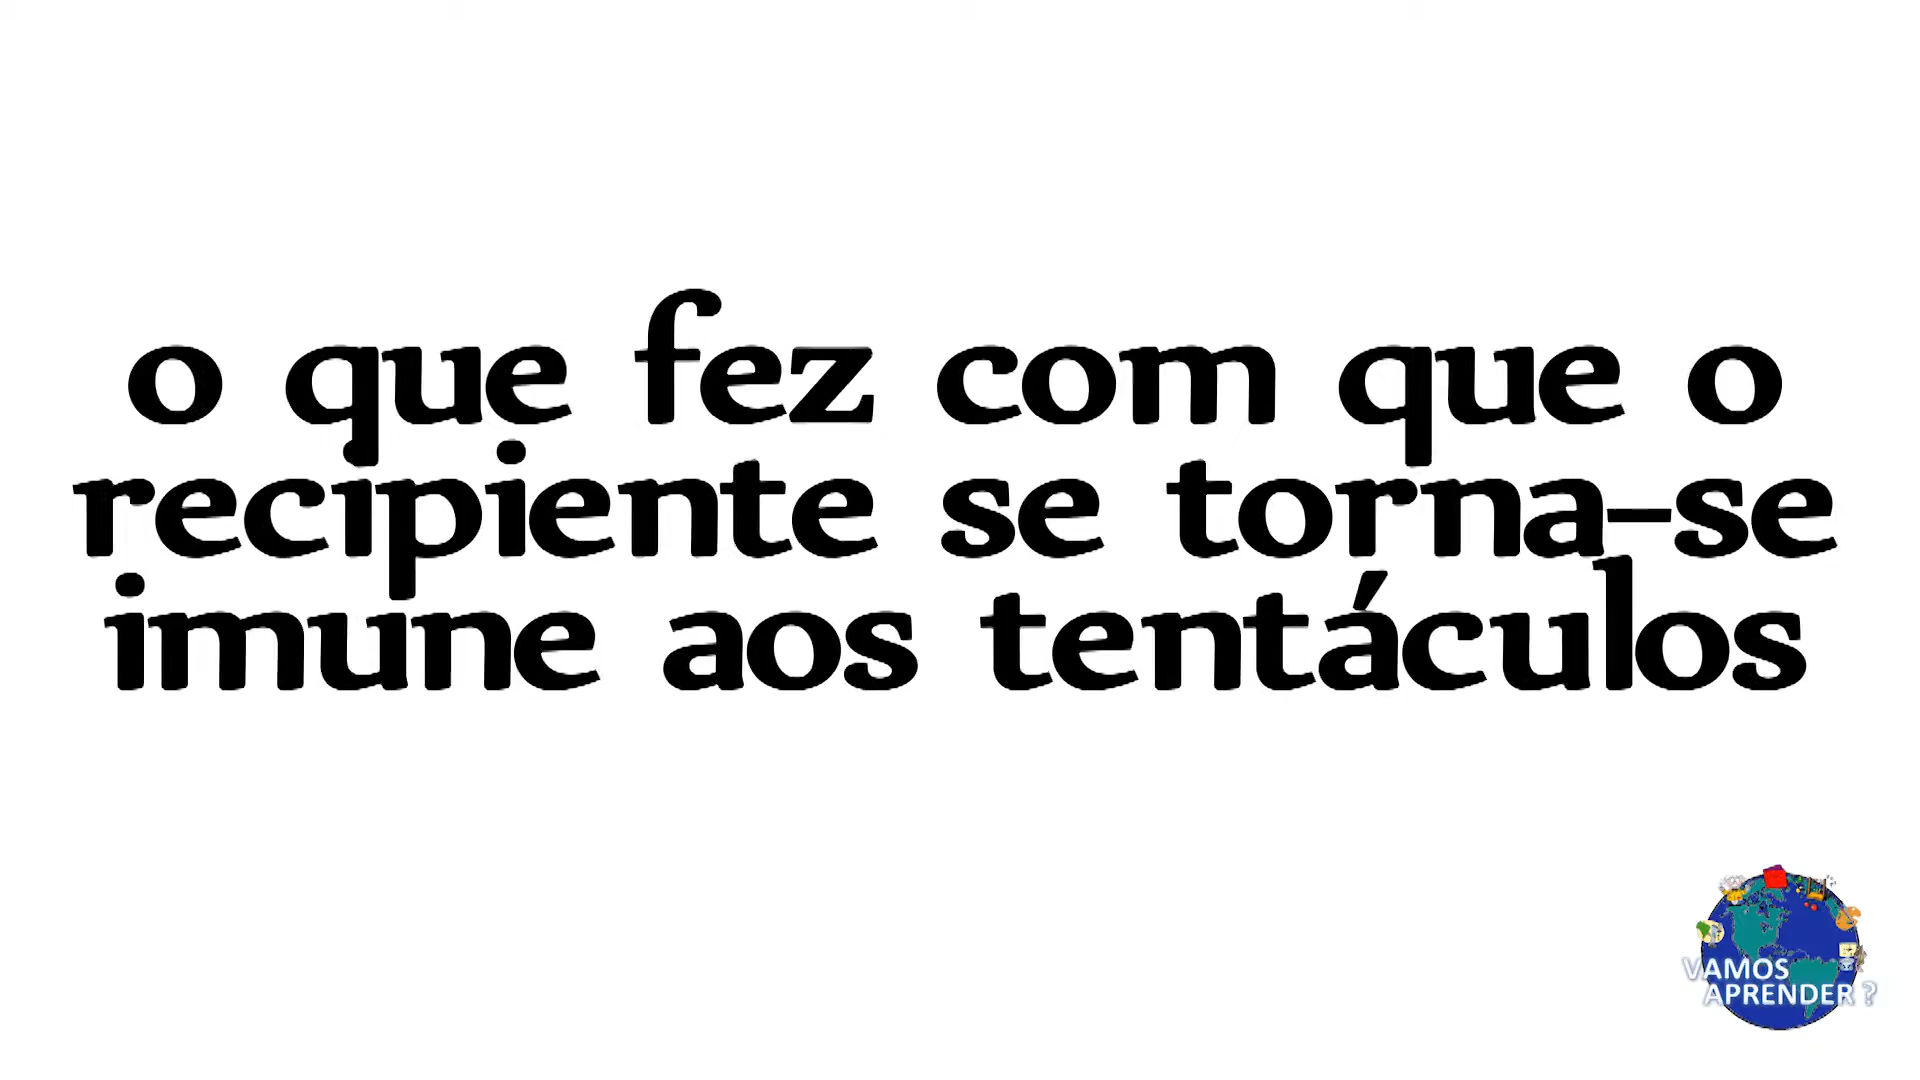 o que fez com que o
recipiente se torna-se
imune aos tentáculos
VAMOS
APRENDER ?